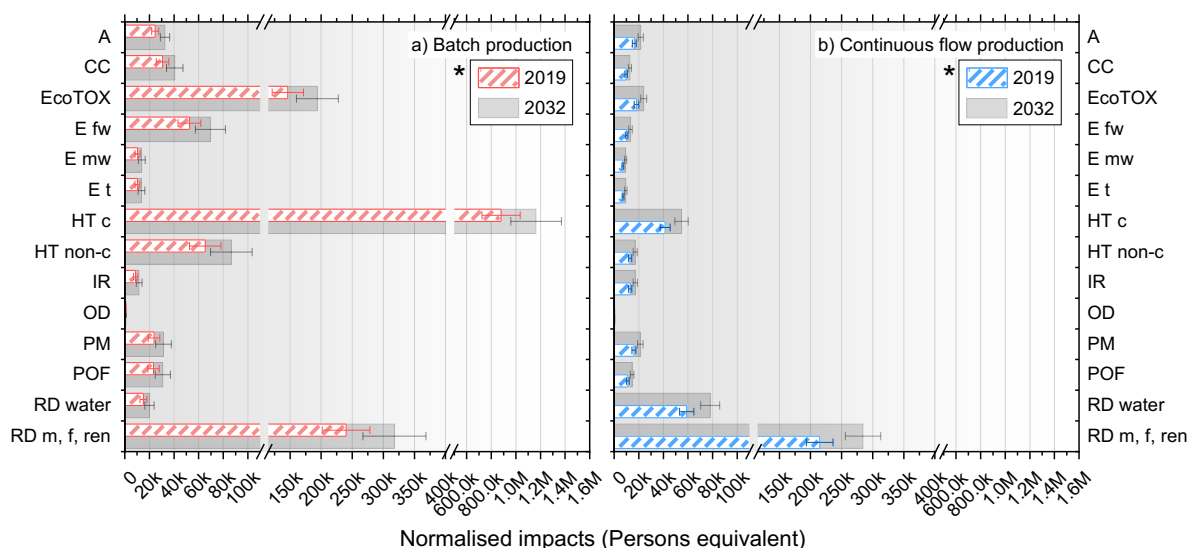 a) Batch production
*
2019
2032
A
CC
EcoTOX
E fw
E mw
E t
HT c
HT non-c
IR
OD
PM
POF
RD water
RD m, f, ren
0
20k
40k
60k
80k
100k
150k
200k
300k
400k
600.0k
800.0k
1.0M
1.2M
1.4M
1.6M
b) Continuous flow production
*
2019
2032
A
CC
EcoTOX
E fw
E mw
E t
HT c
HT non-c
IR
OD
PM
POF
RD water
RD m, f, ren
0
20k
40k
60k
80k
100k
150k
200k
300k
400k
600.0k
800.0k
1.0M
1.2M
1.4M
1.6M
Normalised impacts (Persons equivalent)